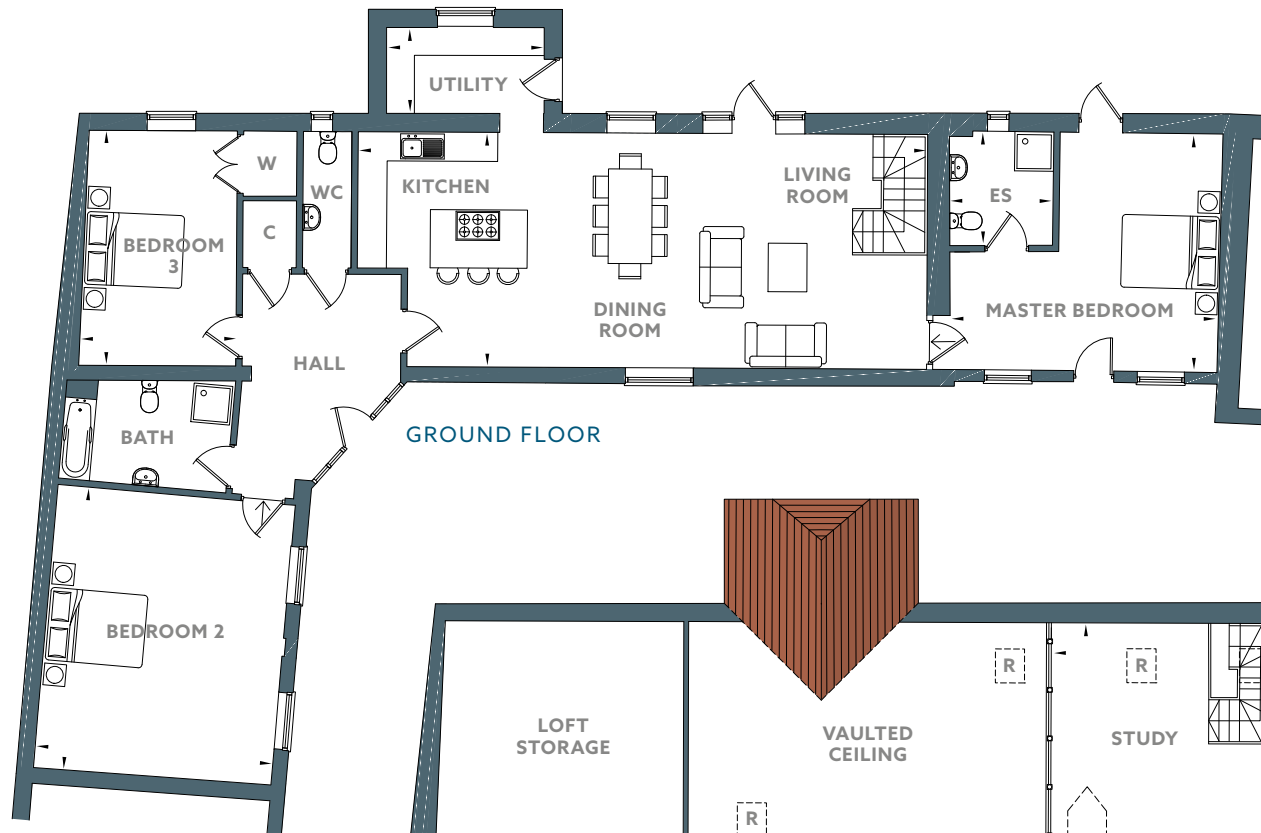 UTILITY
W
WC
KITCHEN
LIVING
ROOM
ES
C
BEDROOM
3
DINING
ROOM
MASTER BEDROOM
HALL
BATH
GROUND FLOOR
BEDROOM 2
R
R
LOFT
STORAGE
VAULTED
CEILING
STUDY
R